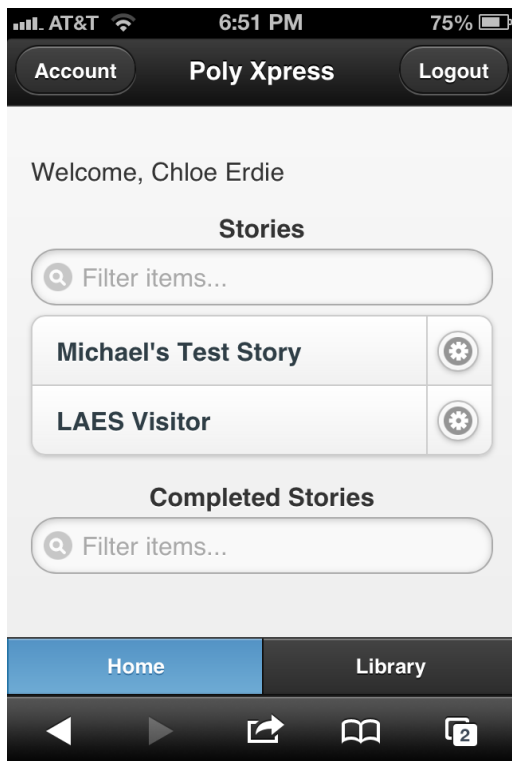 AT&T 6:51 PM 75%
Account Poly Xpress Logout
Welcome, Chloe Erdie
Stories
Filter items...
Michael's Test Story
LAES Visitor
Completed Stories
Filter items...
Home Library
2